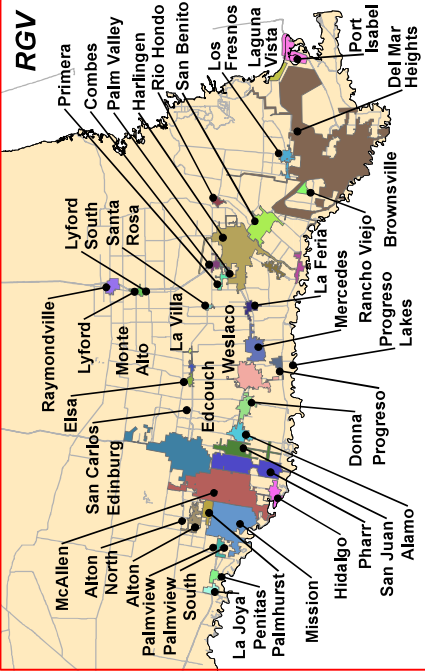 RGV
Raymondville
Lyford
South
Santa
Rosa
Primera
Combes
Palm Valley
Harlingen
Rio Hondo
San Benito
Los
Fresnos
Laguna
Vista
Port
Isabel
Del Mar
Heights
Elsa
Lyford
Monte
Alto
La Villa
San Carlos
Edinburg
Edcouch
Weslaco
McAllen
Alton
North
Alton
Palmview
Palmview
South
La Joya
Penitas
Palmhurst
Mission
Hidalgo
Pharr
San Juan
Alamo
Donna
Progreso
Progreso
Lakes
La Feria
Mercedes
Rancho Viejo
Brownsville